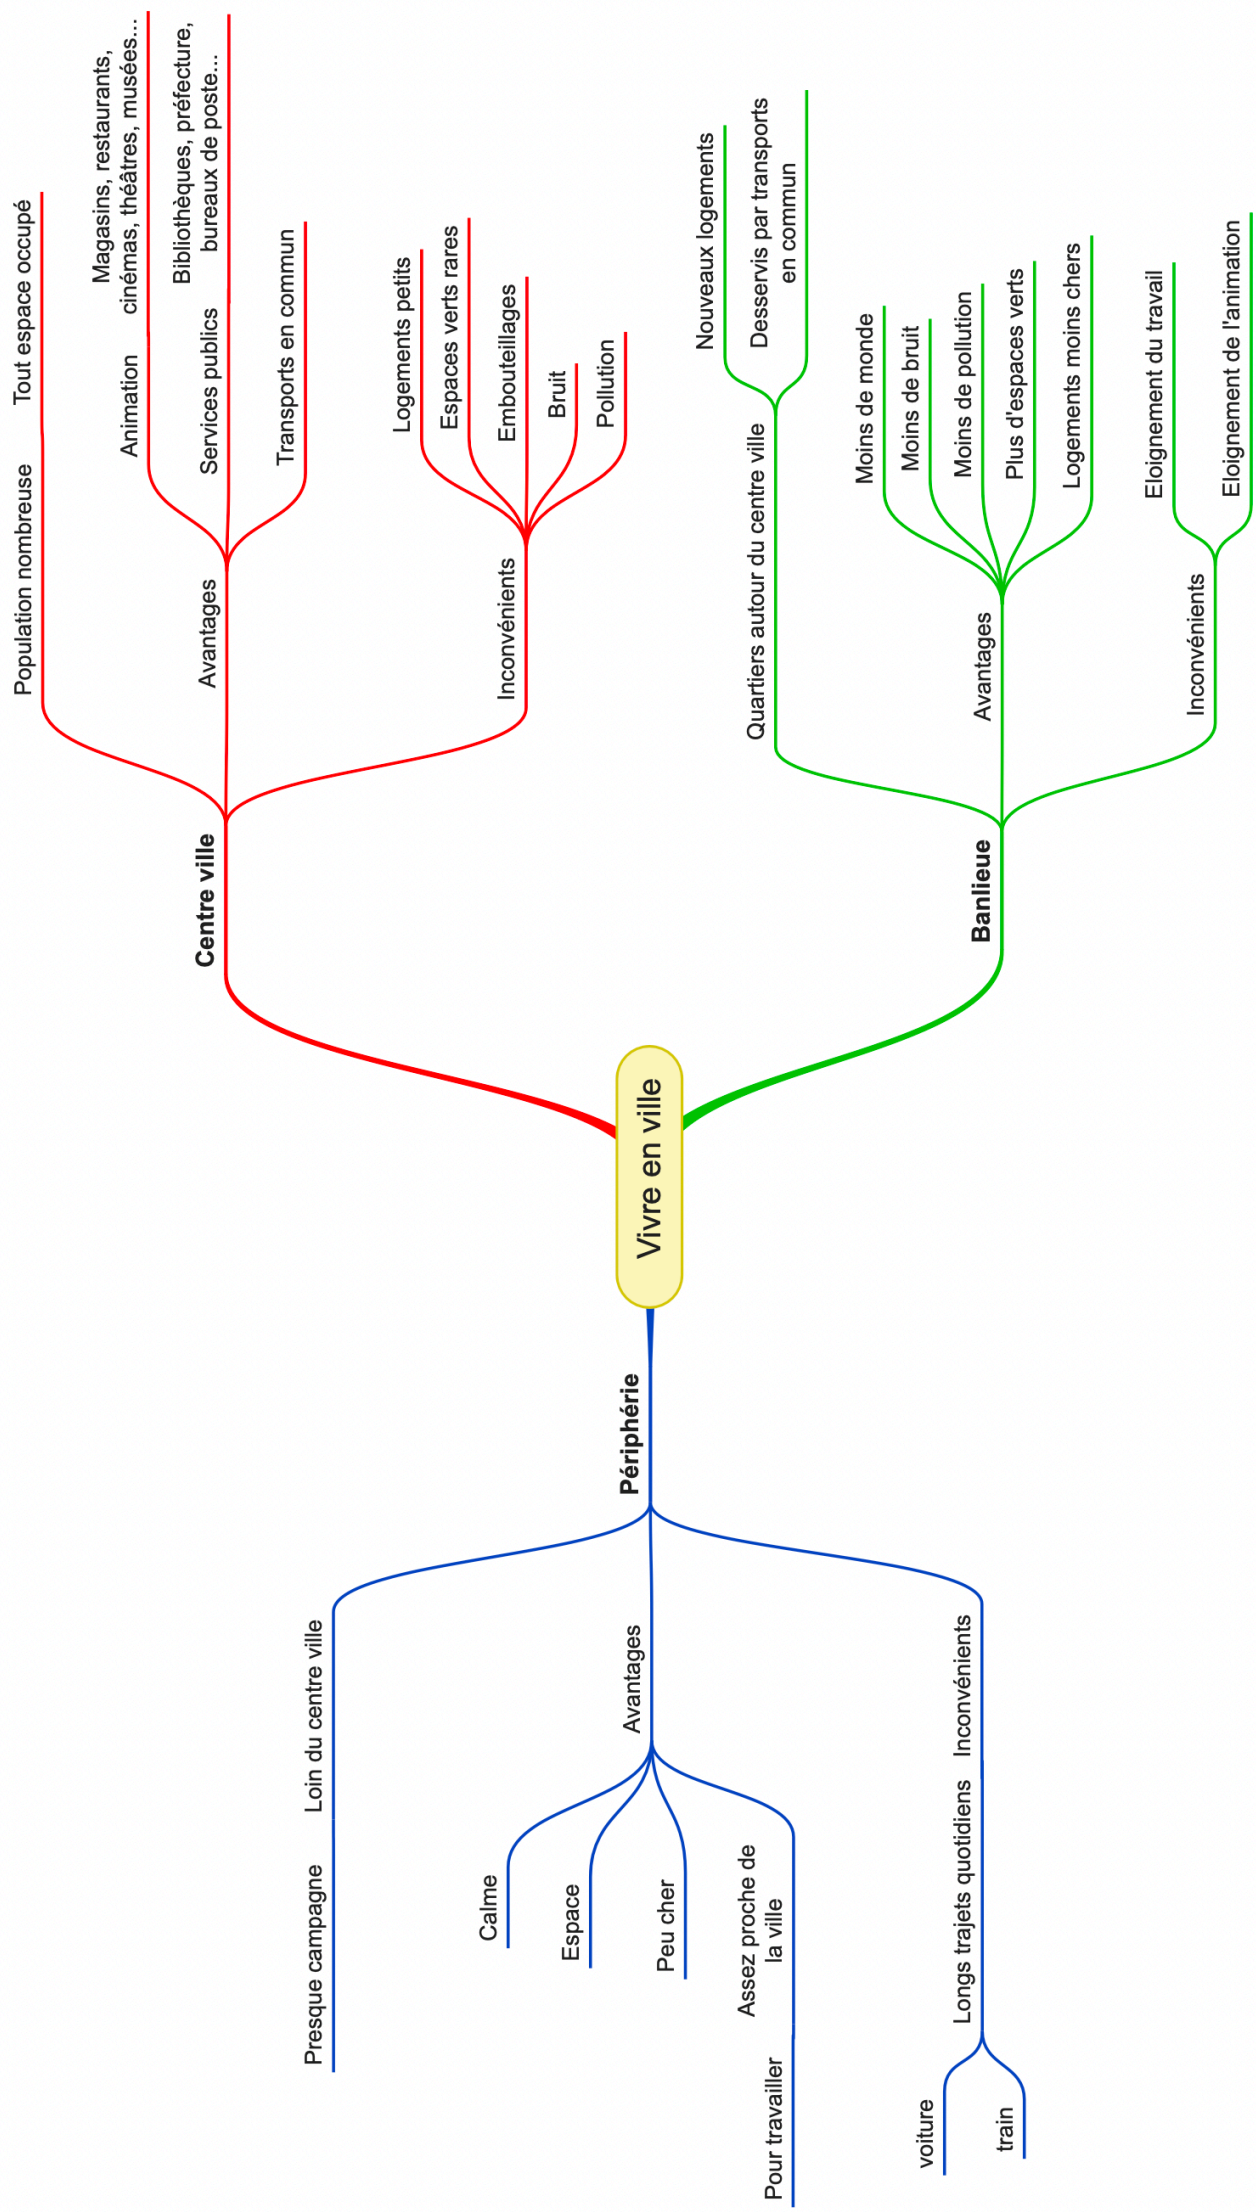 Vivre en ville
Centre ville
Population nombreuse
Tout espace occupé
Avantages
Animation
Magasins, restaurants,
cinémas, théâtres, musées...
Services publics
Bibliothèques, préfecture,
bureaux de poste...
Transports en commun
Inconvénients
Logements petits
Espaces verts rares
Embouteillages
Bruit
Pollution
Banlieue
Quartiers autour du centre ville
Nouveaux logements
Desservis par transports
en commun
Avantages
Moins de monde
Moins de bruit
Moins de pollution
Plus d'espaces verts
Logements moins chers
Inconvénients
Eloignement du travail
Eloignement de l'animation
Périphérie
Loin du centre ville
Presque campagne
Avantages
Calme
Espace
Peu cher
Assez proche de
la ville
Pour travailler
Inconvénients
Longs trajets quotidiens
voiture
train